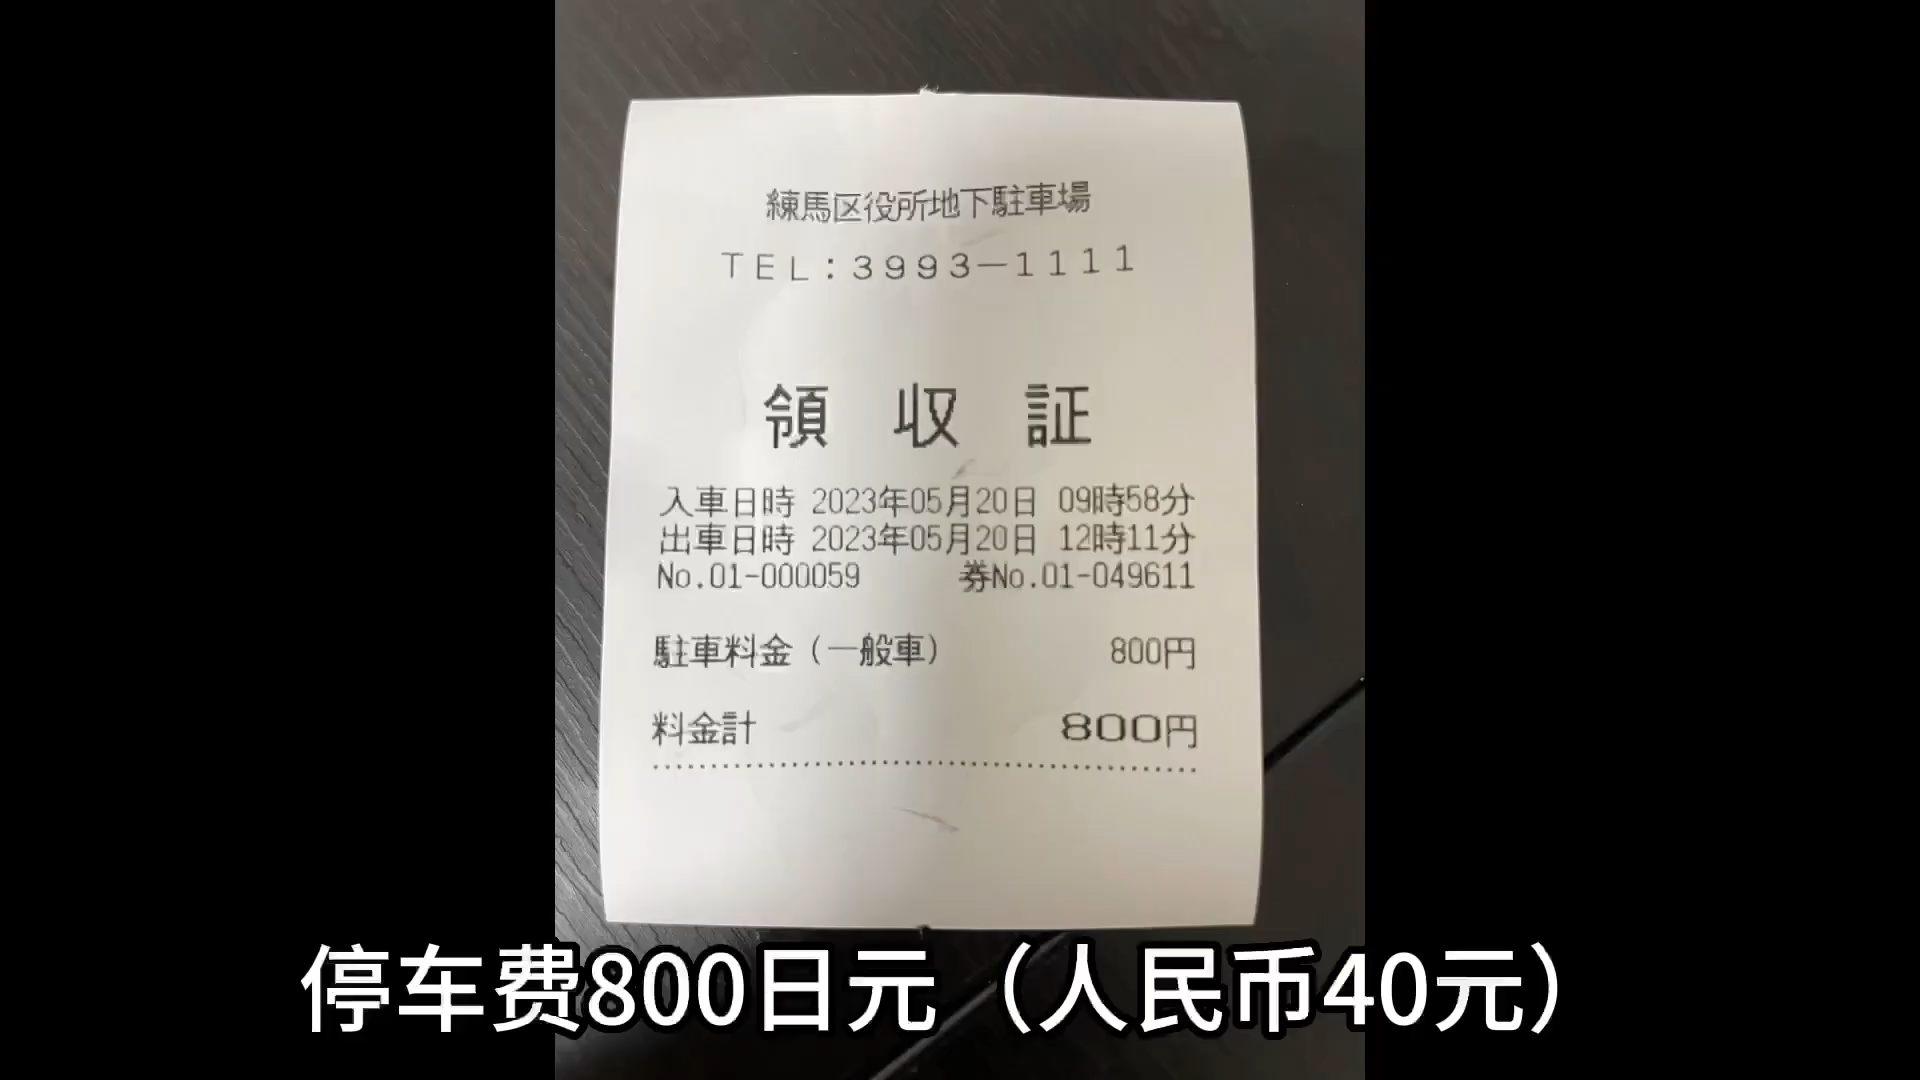 練馬区役所地下駐車場
TEL:3993-1111
領収証
入車日時 2023年05月20日 09時58分
出車日時 2023年05月20日 12時11分
No.01-000059 券No.01-049611
駐車料金(一般車) 800円
料金計 800円
停车费800日元（人民币40元）